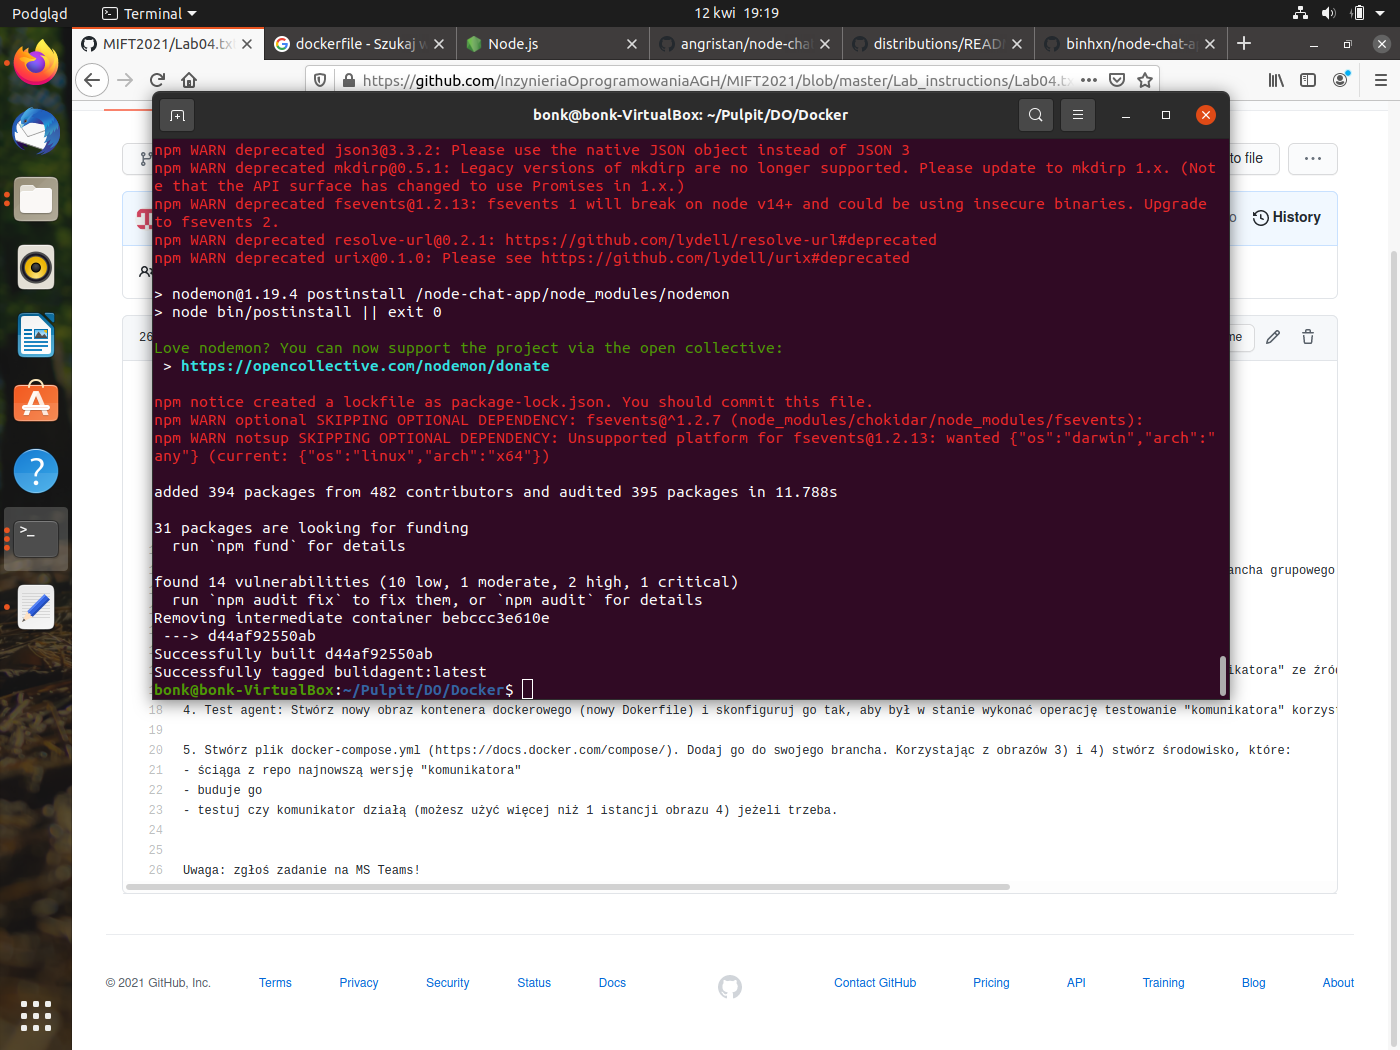 Podgląd
Terminal
12 kwi 19:19
MIFT2021/Lab04.tx
dockerfile - Szukaj w
Node.js
angristan/node-cha
distributions/READ
binhxn/node-chat-a
https://github.com/InzynieriaOprogramowaniaAGH/MIFT2021/blob/master/Lab_instructions/Lab04.tx
bonk@bonk-VirtualBox: ~/Pulpit/DO/Docker
to file
History
26
me
npm WARN deprecated json3@3.3.2: Please use the native JSON object instead of JSON 3
npm WARN deprecated mkdirp@0.5.1: Legacy versions of mkdirp are no longer supported. Please update to mkdirp 1.x. (Not
e that the API surface has changed to use Promises in 1.x.)
npm WARN deprecated fsevents@1.2.13: fsevents 1 will break on node v14+ and could be using insecure binaries. Upgrade
to fsevents 2.
npm WARN deprecated resolve-url@0.2.1: https://github.com/lydell/resolve-url#deprecated
npm WARN deprecated urix@0.1.0: Please see https://github.com/lydell/urix#deprecated
> nodemon@1.19.4 postinstall /node-chat-app/node_modules/nodemon
> node bin/postinstall || exit 0
Love nodemon? You can now support the project via the open collective:
> https://opencollective.com/nodemon/donate
npm notice created a lockfile as package-lock.json. You should commit this file.
npm WARN optional SKIPPING OPTIONAL DEPENDENCY: fsevents@^1.2.7 (node_modules/chokidar/node_modules/fsevents):
npm WARN notsup SKIPPING OPTIONAL DEPENDENCY: Unsupported platform for fsevents@1.2.13: wanted {"os":"darwin","arch":"
any"} (current: {"os":"linux","arch":"x64"})
added 394 packages from 482 contributors and audited 395 packages in 11.788s
31 packages are looking for funding
run `npm fund` for details
found 14 vulnerabilities (10 low, 1 moderate, 2 high, 1 critical)
run `npm audit fix` to fix them, or `npm audit` for details
Removing intermediate container bebccc3e610e
---> d44af92550ab
Successfully built d44af92550ab
Successfully tagged bulidagent:latest
bonk@bonk-VirtualBox:~/Pulpit/DO/Docker$
ancha grupowego
ikatora" ze źród
18 4. Test agent: Stwórz nowy obraz kontenera dockerowego (nowy Dokerfile) i skonfiguruj go tak, aby był w stanie wykonać operację testowanie "komunikatora" korzyst
19
20 5. Stwórz plik docker-compose.yml (https://docs.docker.com/compose/). Dodaj go do swojego brancha. Korzystając z obrazów 3) i 4) stwórz środowisko, które:
21 - ściąga z repo najnowszą wersję "komunikatora"
22 - buduje go
23 - testuj czy komunikator działą (możesz użyć więcej niż 1 istancji obrazu 4) jeżeli trzeba.
24
25
26 Uwaga: zgłoś zadanie na MS Teams!
© 2021 GitHub, Inc.
Terms
Privacy
Security
Status
Docs
Contact GitHub
Pricing
API
Training
Blog
About